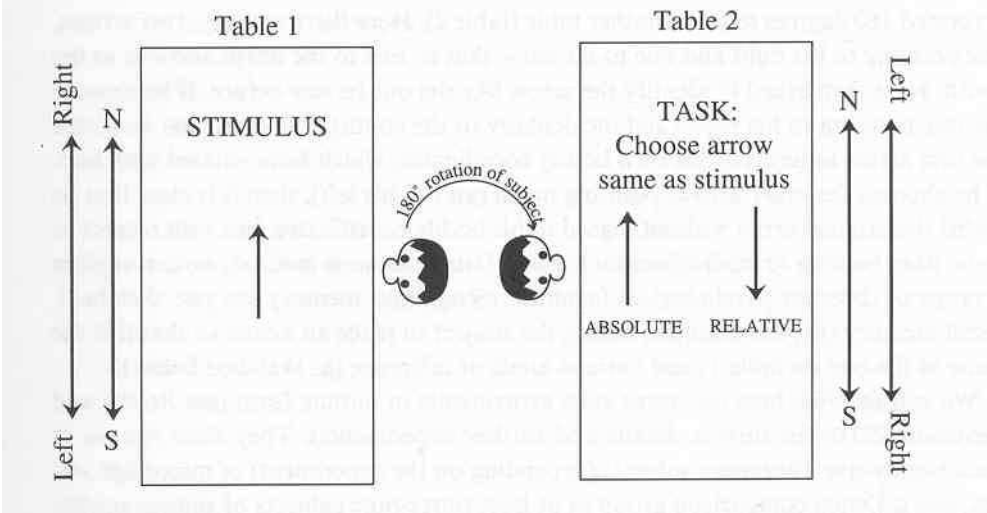 Table 1
Right
N
STIMULUS
Left
S
180° rotation of subject
Table 2
TASK:
Choose arrow
same as stimulus
ABSOLUTE RELATIVE
N
Left
S
Right